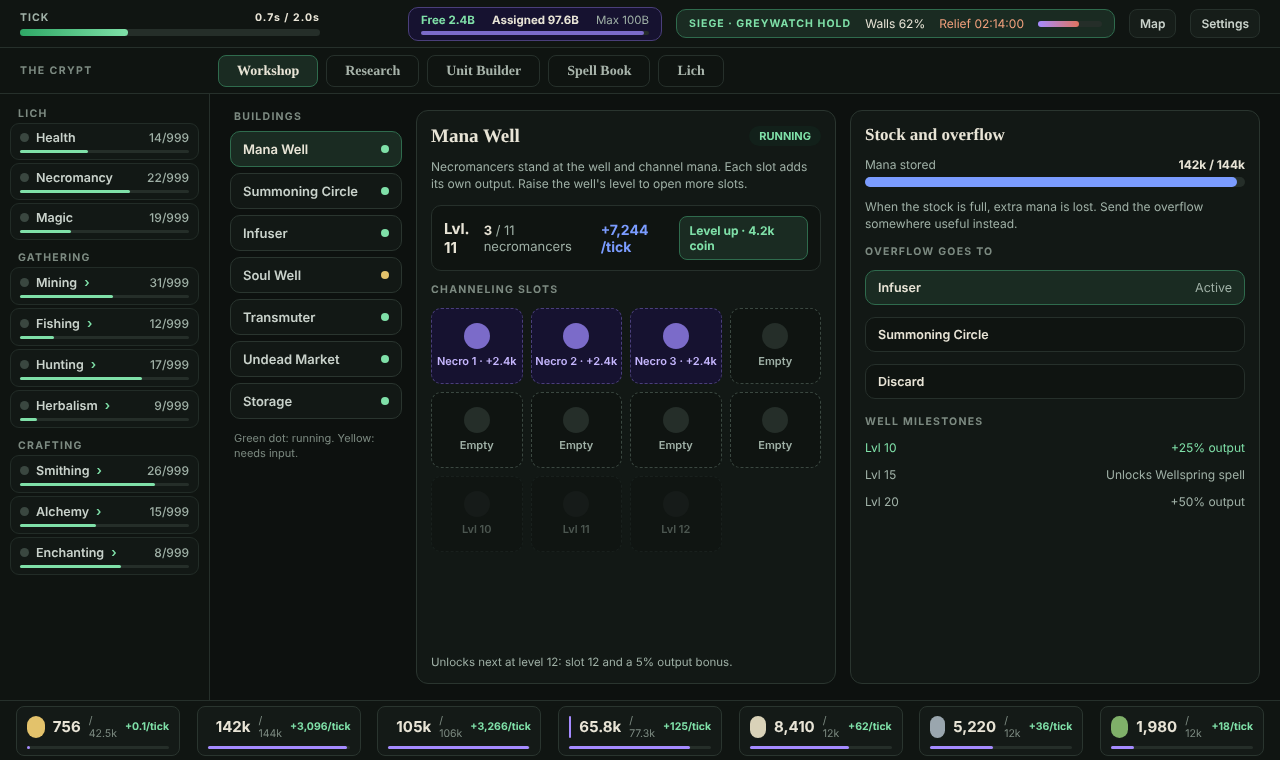 TICK
0.7s / 2.0s
Free 2.4B Assigned 97.6B Max 100B
SIEGE · GREYWATCH HOLD Walls 62% Relief 02:14:00
Map
Settings
THE CRYPT
Workshop
Research
Unit Builder
Spell Book
Lich
LICH
Health 14/999
Necromancy 22/999
Magic 19/999
GATHERING
Mining › 31/999
Fishing › 12/999
Hunting › 17/999
Herbalism › 9/999
CRAFTING
Smithing › 26/999
Alchemy › 15/999
Enchanting › 8/999
BUILDINGS
Mana Well
Summoning Circle
Infuser
Soul Well
Transmuter
Undead Market
Storage
Green dot: running. Yellow:
needs input.
Mana Well
RUNNING
Necromancers stand at the well and channel mana. Each slot adds
its own output. Raise the well's level to open more slots.
Lvl.
11
3 / 11
necromancers
+7,244
/tick
Level up · 4.2k
coin
CHANNELING SLOTS
Necro 1 · +2.4k
Necro 2 · +2.4k
Necro 3 · +2.4k
Empty
Empty
Empty
Empty
Empty
Lvl 10
Lvl 11
Lvl 12
Unlocks next at level 12: slot 12 and a 5% output bonus.
Stock and overflow
Mana stored 142k / 144k
When the stock is full, extra mana is lost. Send the overflow
somewhere useful instead.
OVERFLOW GOES TO
Infuser Active
Summoning Circle
Discard
WELL MILESTONES
Lvl 10 +25% output
Lvl 15 Unlocks Wellspring spell
Lvl 20 +50% output
756 / 42.5k +0.1/tick
142k / 144k +3,096/tick
105k / 106k +3,266/tick
65.8k / 77.3k +125/tick
8,410 / 12k +62/tick
5,220 / 12k +36/tick
1,980 / 12k +18/tick